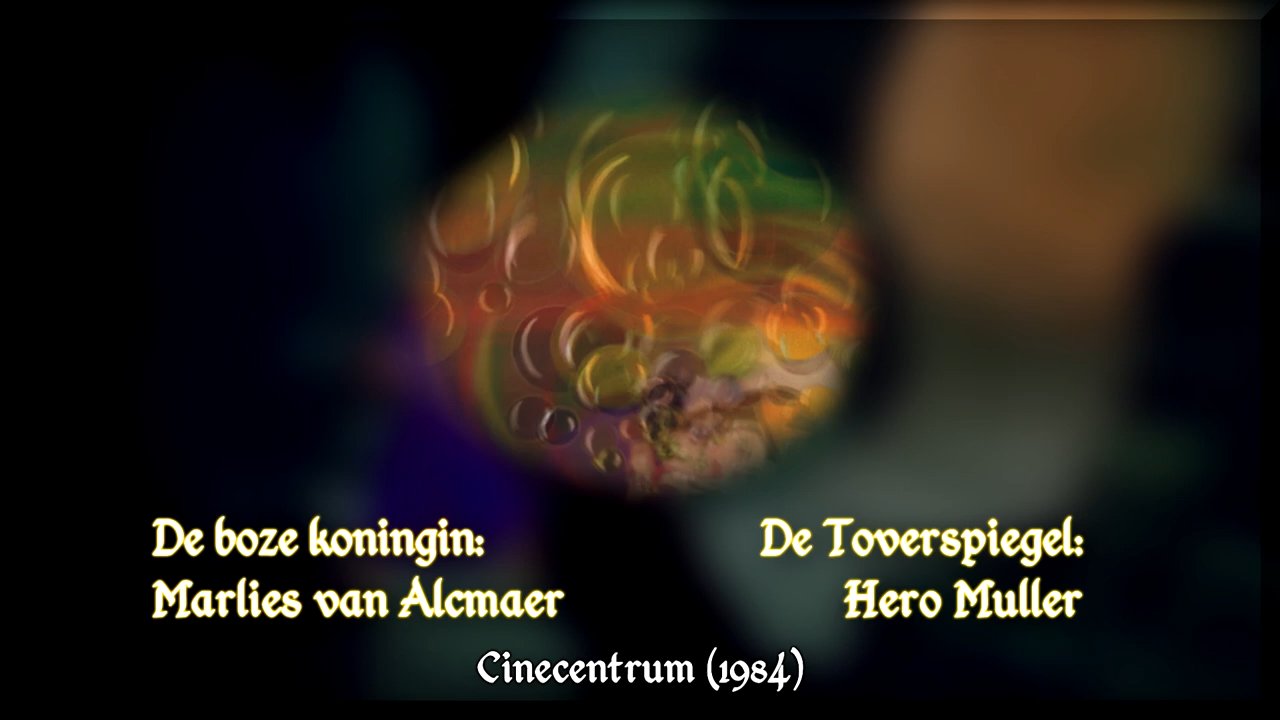 De boze koningin:
Marlies van Alcmaer
De Toverspiegel:
Hero Muller
Cinecentrum (1984)